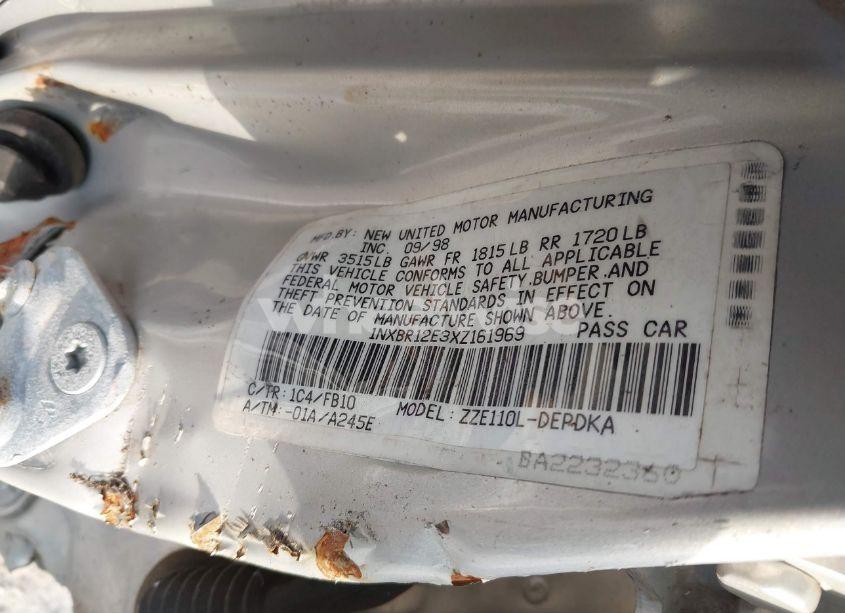 MFD.BY: NEW UNITED MOTOR MANUFACTURING
INC. 09/98
GVWR 3515LB GAWR FR 1815LB RR 1720LB
THIS VEHICLE CONFORMS TO ALL APPLICABLE
FEDERAL MOTOR VEHICLE SAFETY,BUMPER,AND
THEFT PREVENTION STANDARDS IN EFFECT ON
THE DATE OF MANUFACTURE SHOWN ABOVE.
1NXBR12E3XZ161969 PASS CAR
C/TR: 1C4/FB10
A/TM: -01A/A245E MODEL: ZZE110L-DEPDKA
BA2232360